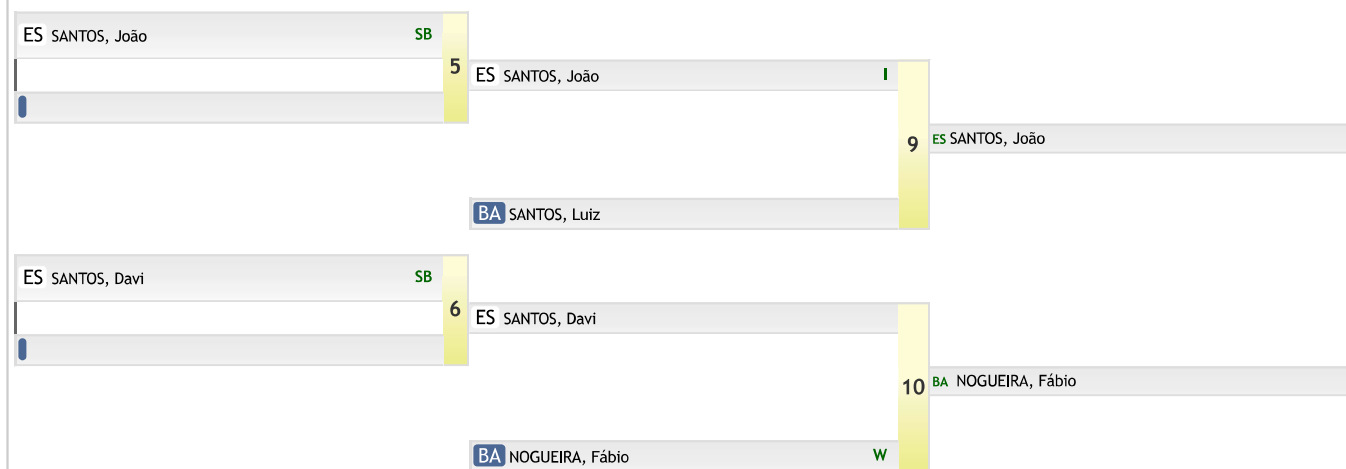 ES SANTOS, João SB
5
ES SANTOS, João I
9
ES SANTOS, João
BA SANTOS, Luiz
ES SANTOS, Davi SB
6
ES SANTOS, Davi
10
BA NOGUEIRA, Fábio
BA NOGUEIRA, Fábio W